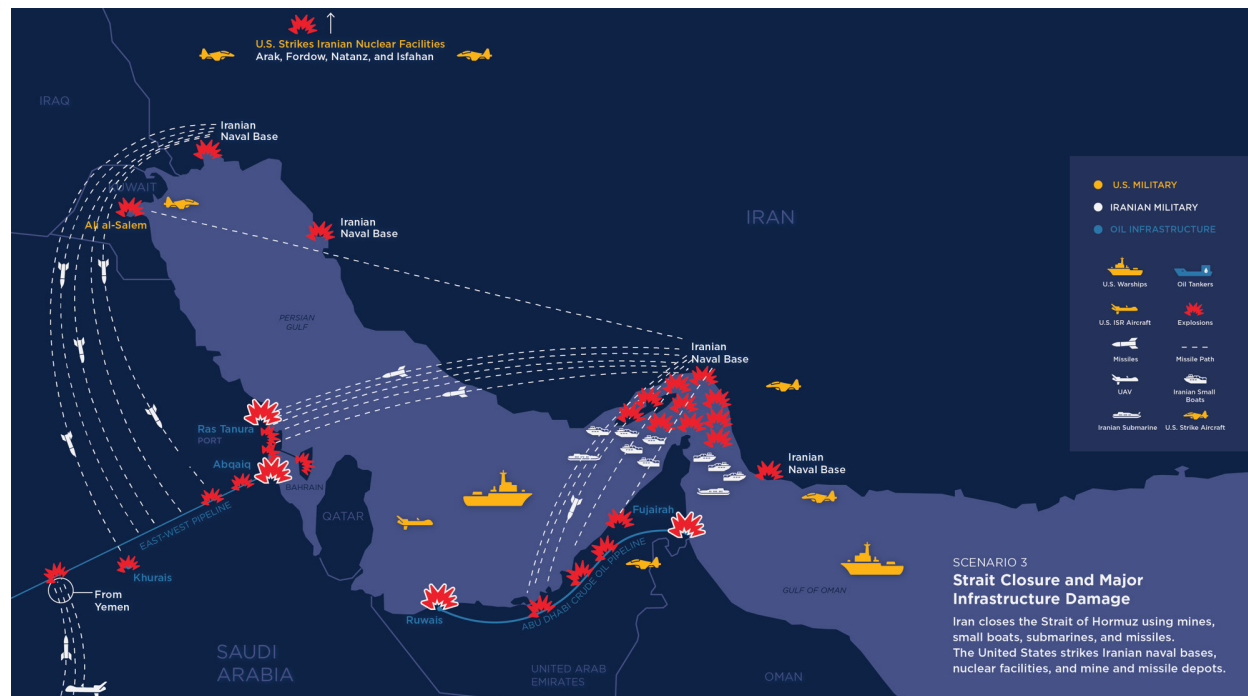 U.S. Strikes Iranian Nuclear Facilities
Arak, Fordow, Natanz, and Isfahan
IRAQ
Iranian
Naval Base
KUWAIT
Ali al-Salem
Iranian
Naval Base
IRAN
PERSIAN
GULF
Iranian
Naval Base
Ras Tanura
PORT
Abqaiq
BAHRAIN
QATAR
EAST-WEST PIPELINE
Khurais
From
Yemen
Iranian
Naval Base
Fujairah
ABU DHABI CRUDE OIL PIPELINE
Ruwais
GULF OF OMAN
SAUDI
ARABIA
UNITED ARAB
EMIRATES
OMAN
U.S. MILITARY
IRANIAN MILITARY
OIL INFRASTRUCTURE
U.S. Warships
Oil Tankers
U.S. ISR Aircraft
Explosions
Missiles
Missile Path
UAV
Iranian Small
Boats
Iranian Submarine
U.S. Strike Aircraft
SCENARIO 3
Strait Closure and Major
Infrastructure Damage
Iran closes the Strait of Hormuz using mines,
small boats, submarines, and missiles.
The United States strikes Iranian naval bases,
nuclear facilities, and mine and missile depots.